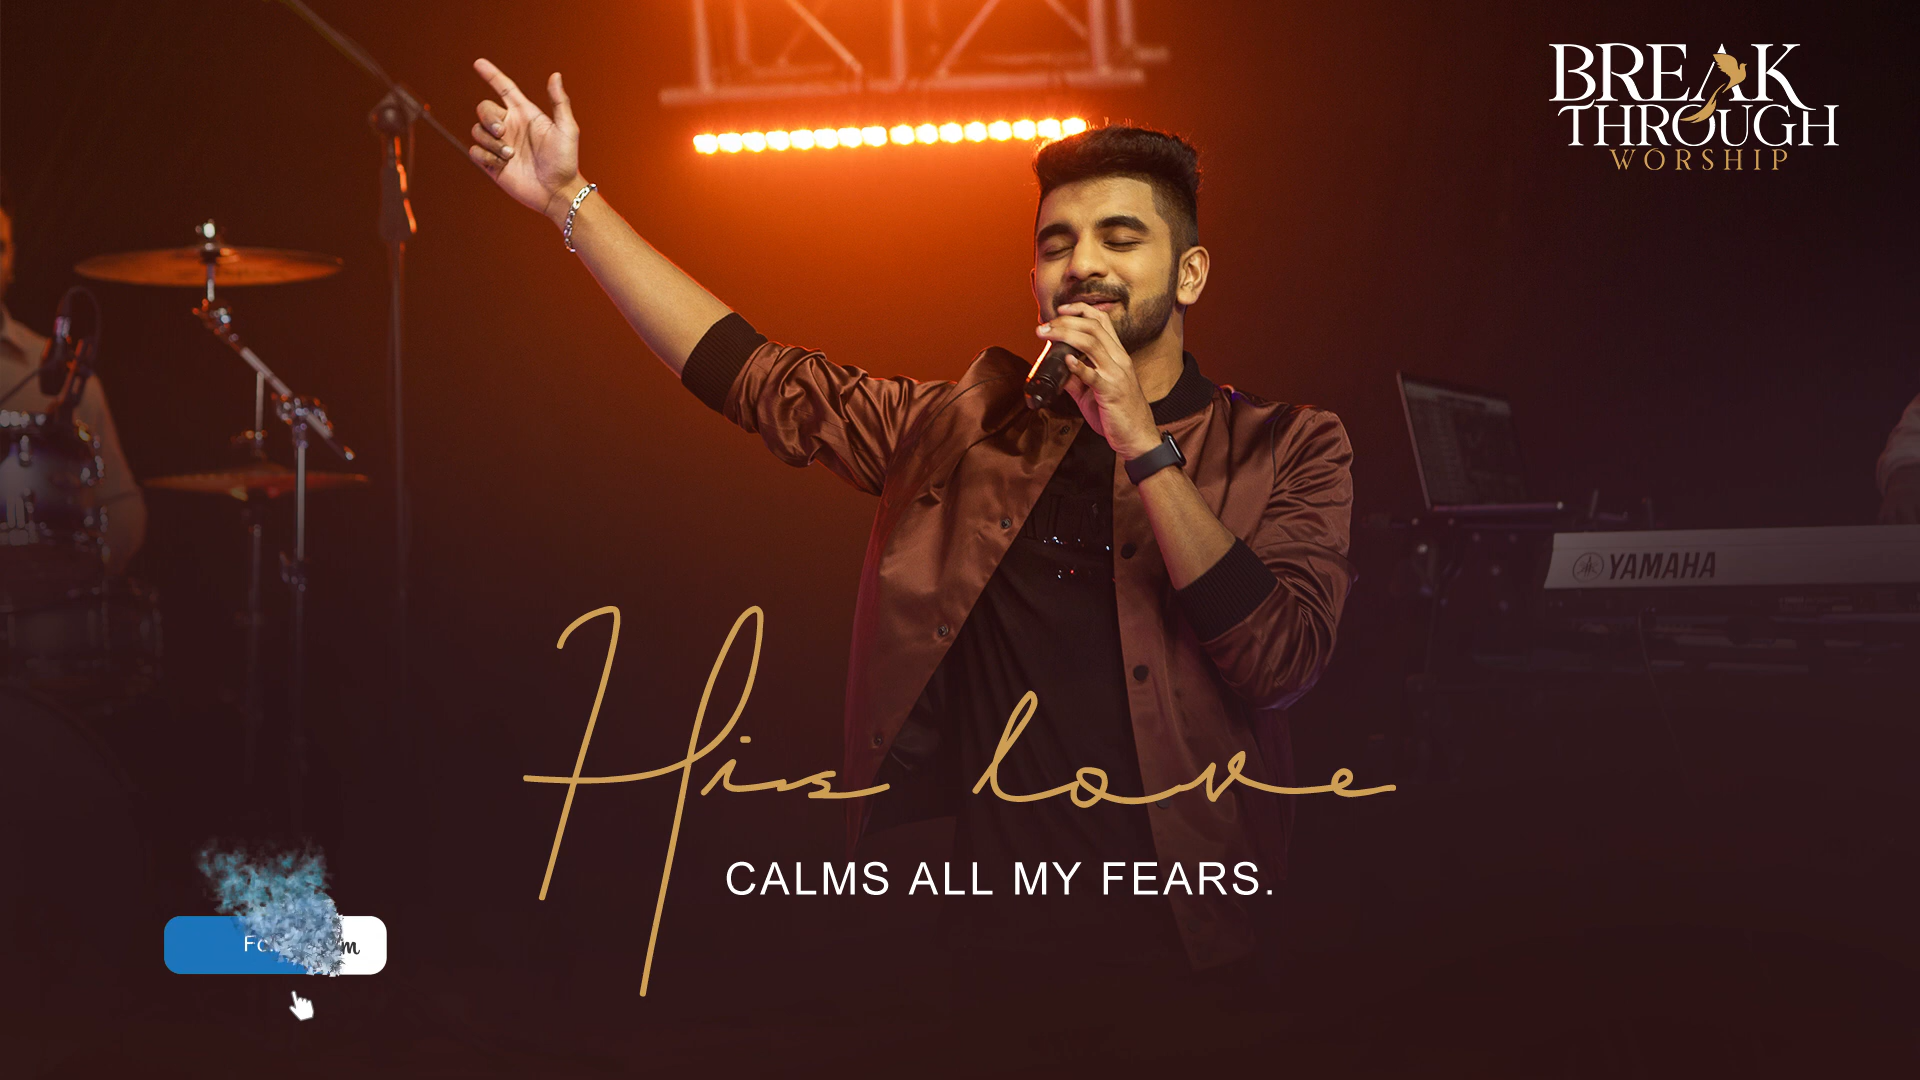 BREAK
THROUGH
WORSHIP
YAMAHA
His love
CALMS ALL MY FEARS.